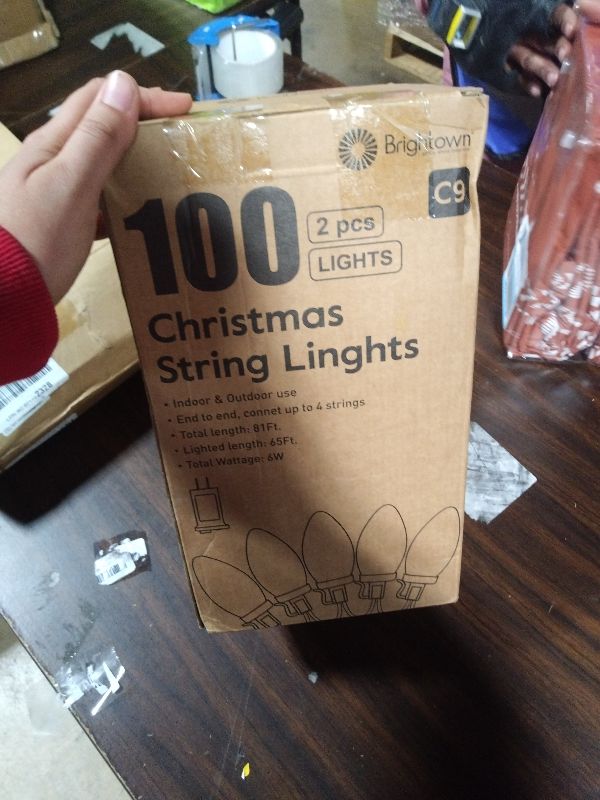 Brightown
C9
100
2 pcs
LIGHTS
Christmas
String Linghts
• Indoor & Outdoor use
• End to end, connet up to 4 strings
• Total length: 81Ft.
• Lighted length: 65Ft.
• Total Wattage: 6W
2328